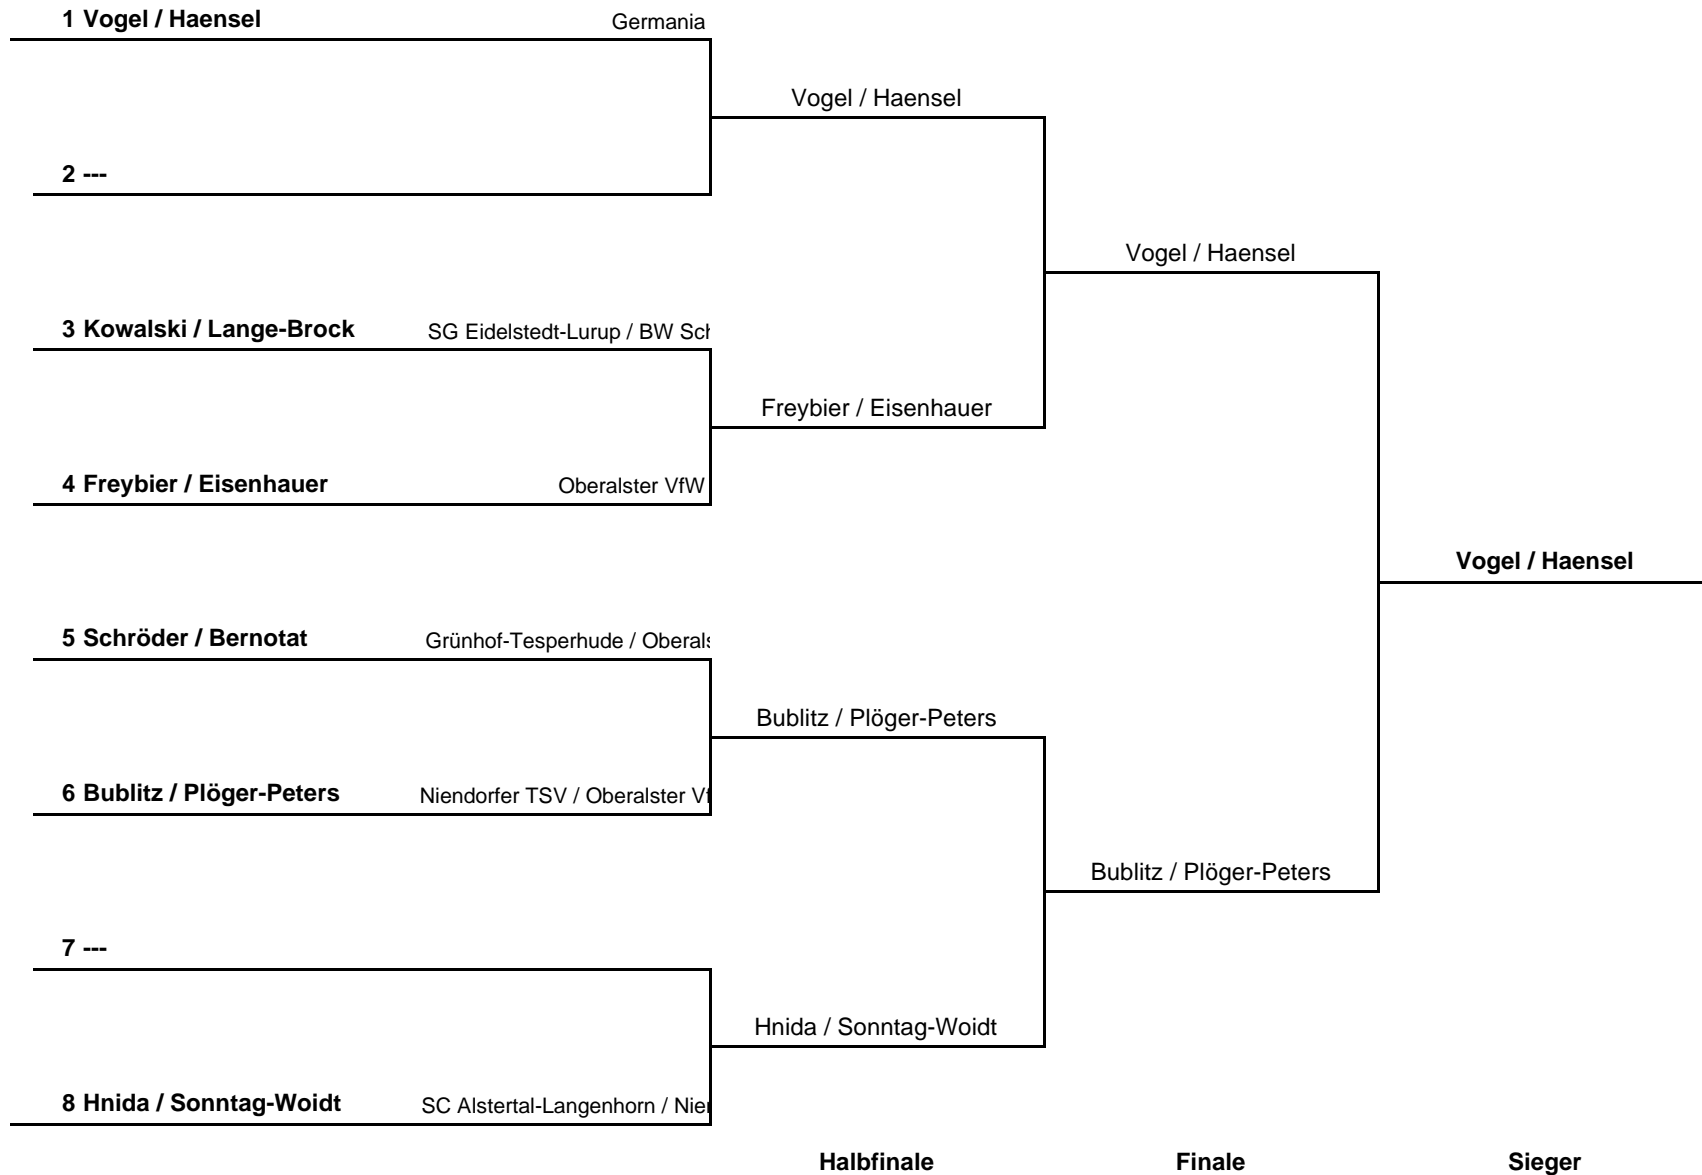 1 Vogel / Haensel Germania
Vogel / Haensel
2 ---
Vogel / Haensel
3 Kowalski / Lange-Brock SG Eidelstedt-Lurup / BW
Freybier / Eisenhauer
4 Freybier / Eisenhauer Oberalster VfW
Vogel / Haensel
5 Schröder / Bernotat Grünhof-Tesperhude /
Bublitz / Plöger-Peters
6 Bublitz / Plöger-Peters Niendorfer TSV / Oberalster
Bublitz / Plöger-Peters
7 ---
Hnida / Sonntag-Woidt
8 Hnida / Sonntag-Woidt SC Alstertal-Langenhorn /
Halbfinale Finale Sieger